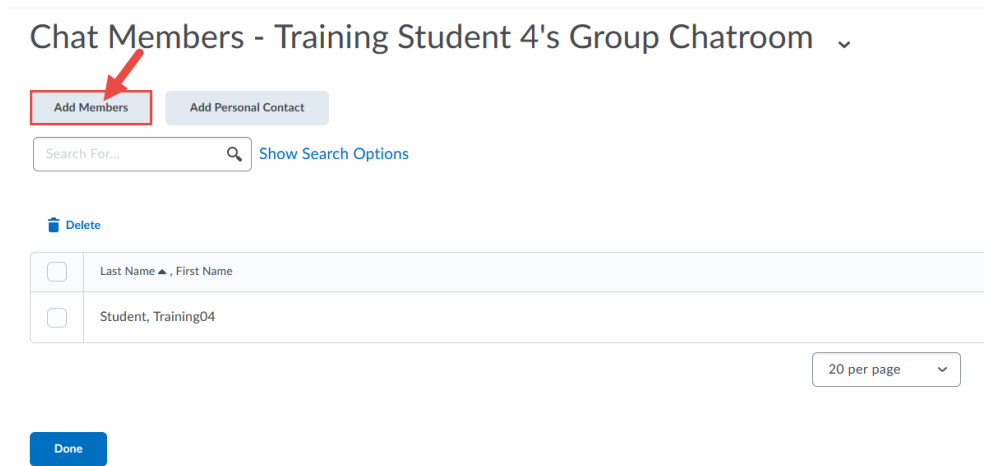 Chat Members - Training Student 4's Group Chatroom
Add Members Add Personal Contact
Search For... Show Search Options
Delete
Last Name , First Name
Student, Training04
20 per page
Done